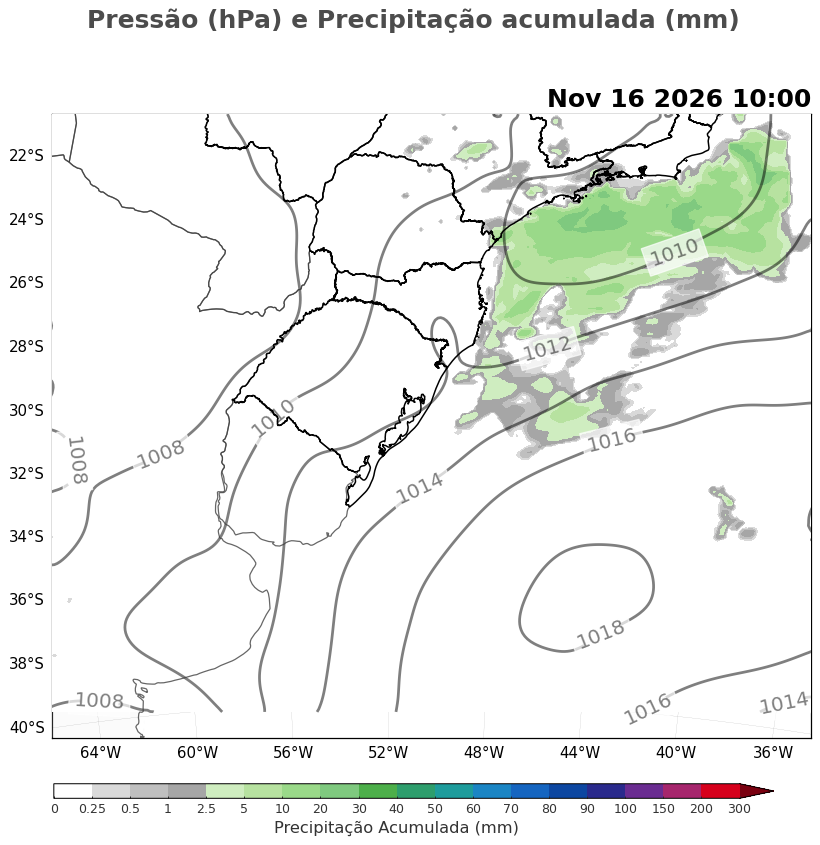 Pressão (hPa) e Precipitação acumulada (mm)
Nov 16 2026 10:00
22°S
24°S
26°S
28°S
30°S
32°S
34°S
36°S
38°S
40°S
1010
1012
1010
1008
1008
1016
1014
1018
1008
1016
1014
64°W 60°W 56°W 52°W 48°W 44°W 40°W 36°W
0 0.25 0.5 1 2.5 5 10 20 30 40 50 60 70 80 90 100 150 200 300
Precipitação Acumulada (mm)